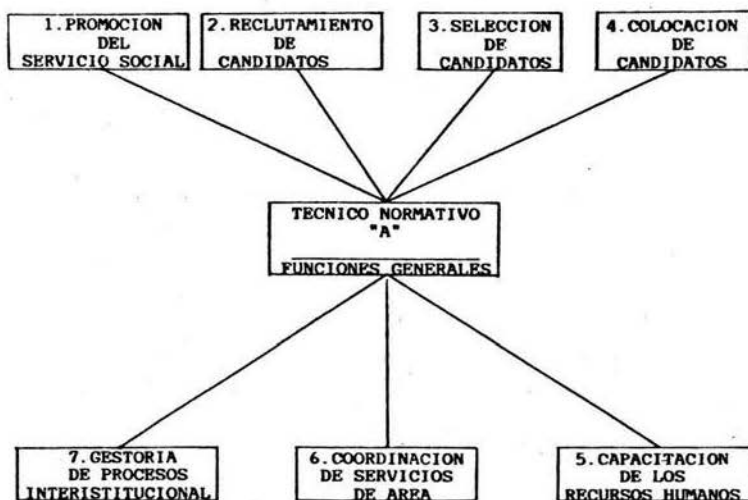 1.PROMOCION
DEL
SERVICIO SOCIAL
2.RECLUTAMIENTO
DE
CANDIDATOS
3.SELECCION
DE
CANDIDATOS
4.COLOCACION
DE
CANDIDATOS
TECNICO NORMATIVO
"A"
FUNCIONES GENERALES
7.GESTORIA
DE PROCESOS
INTERISTITUCIONAL
6.COORDINACION
DE SERVICIOS
DE AREA
5.CAPACITACION
DE LOS
RECURSOS HUMANOS